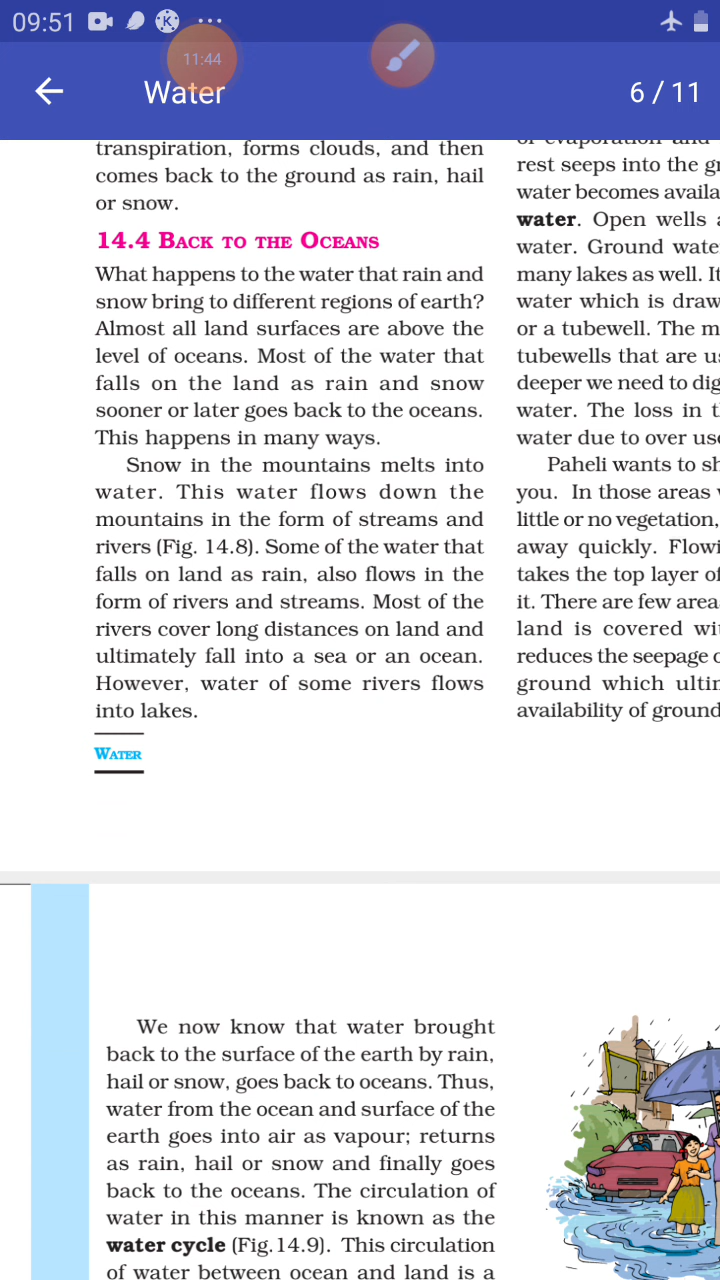 09:51
11:44
Water
6 / 11
transpiration, forms clouds, and then
comes back to the ground as rain, hail
or snow.
14.4 BACK TO THE OCEANS
What happens to the water that rain and
snow bring to different regions of earth?
Almost all land surfaces are above the
level of oceans. Most of the water that
falls on the land as rain and snow
sooner or later goes back to the oceans.
This happens in many ways.
Snow in the mountains melts into
water. This water flows down the
mountains in the form of streams and
rivers (Fig. 14.8). Some of the water that
falls on land as rain, also flows in the
form of rivers and streams. Most of the
rivers cover long distances on land and
ultimately fall into a sea or an ocean.
However, water of some rivers flows
into lakes.
WATER
of evaporation and
rest seeps into the
water becomes
water. Open wells
water. Ground
many lakes as well.
water which is
or a tubewell. The
tubewells that are
deeper we need to dig
water. The loss in
water due to over
Paheli wants to
you. In those areas
little or no vegetation,
away quickly.
takes the top layer
it. There are few
land is covered
reduces the seepage
ground which
availability of ground
We now know that water brought
back to the surface of the earth by rain,
hail or snow, goes back to oceans. Thus,
water from the ocean and surface of the
earth goes into air as vapour; returns
as rain, hail or snow and finally goes
back to the oceans. The circulation of
water in this manner is known as the
water cycle (Fig.14.9). This circulation
of water between ocean and land is a